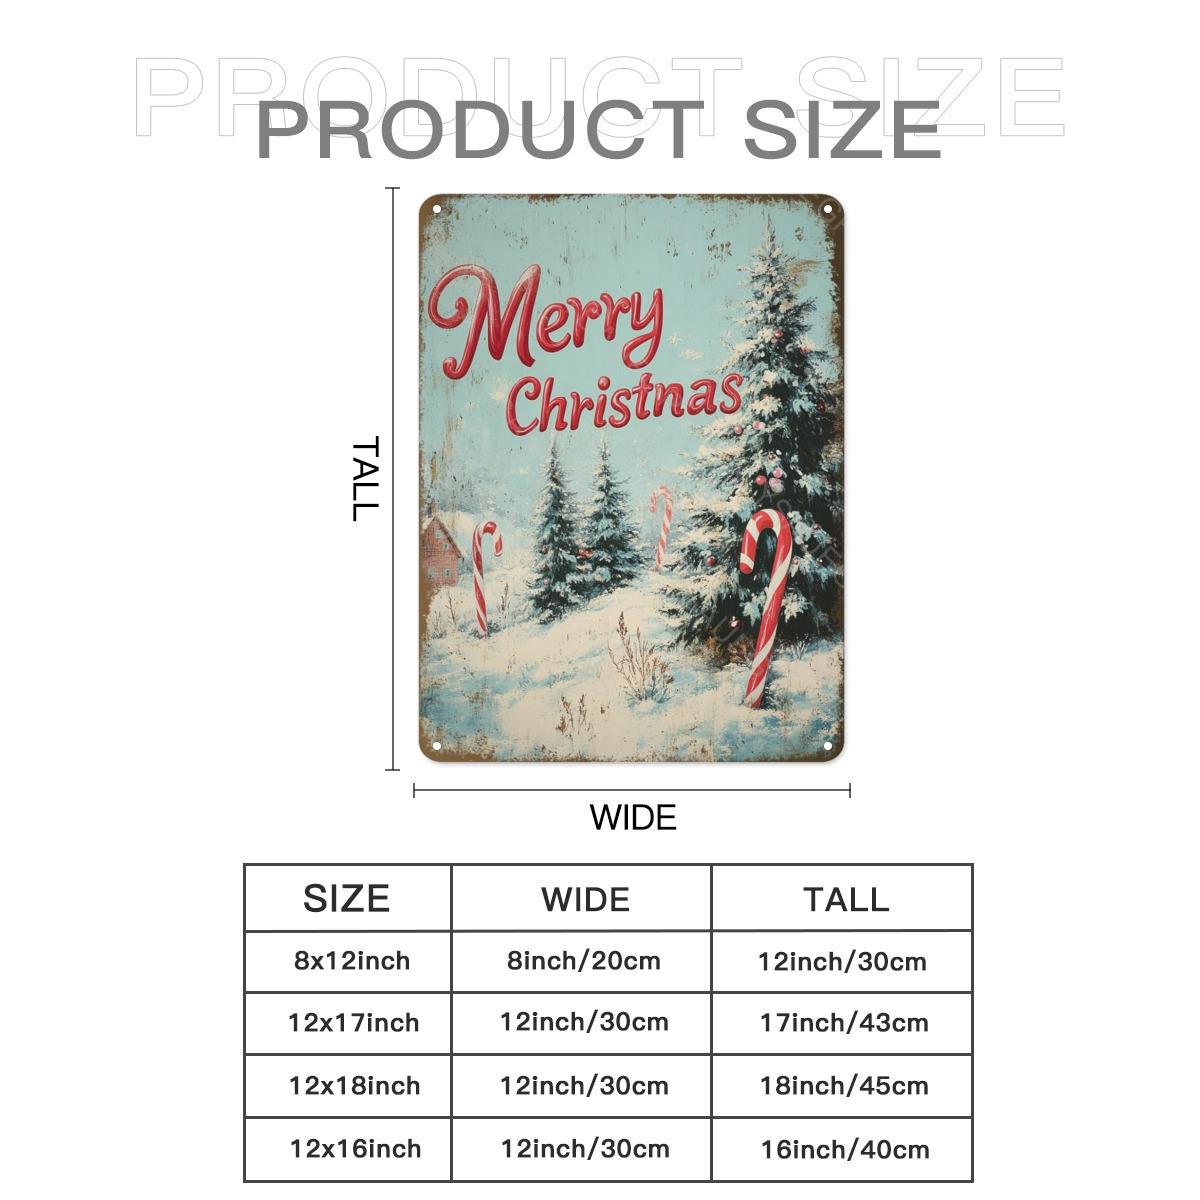 PRODUCT SIZE
PRODUCT SIZE
Merry
Christnas
TALL
WIDE
SIZE WIDE TALL
8x12inch 8inch/20cm 12inch/30cm
12x17inch 12inch/30cm 17inch/43cm
12x18inch 12inch/30cm 18inch/45cm
12x16inch 12inch/30cm 16inch/40cm